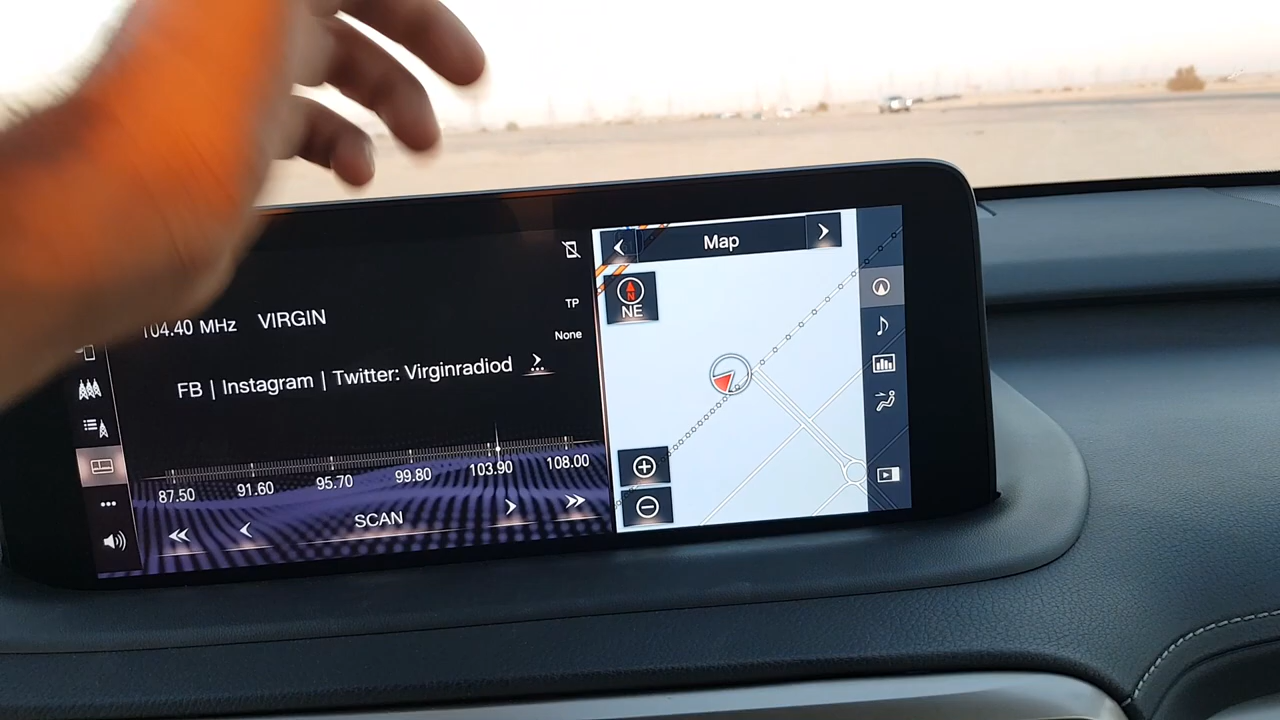 104.40 MHz VIRGIN
TP
None
FB | Instagram | Twitter: Virginradiod
87.50 91.60 95.70 99.80 103.90 108.00
SCAN
Map
N
NE